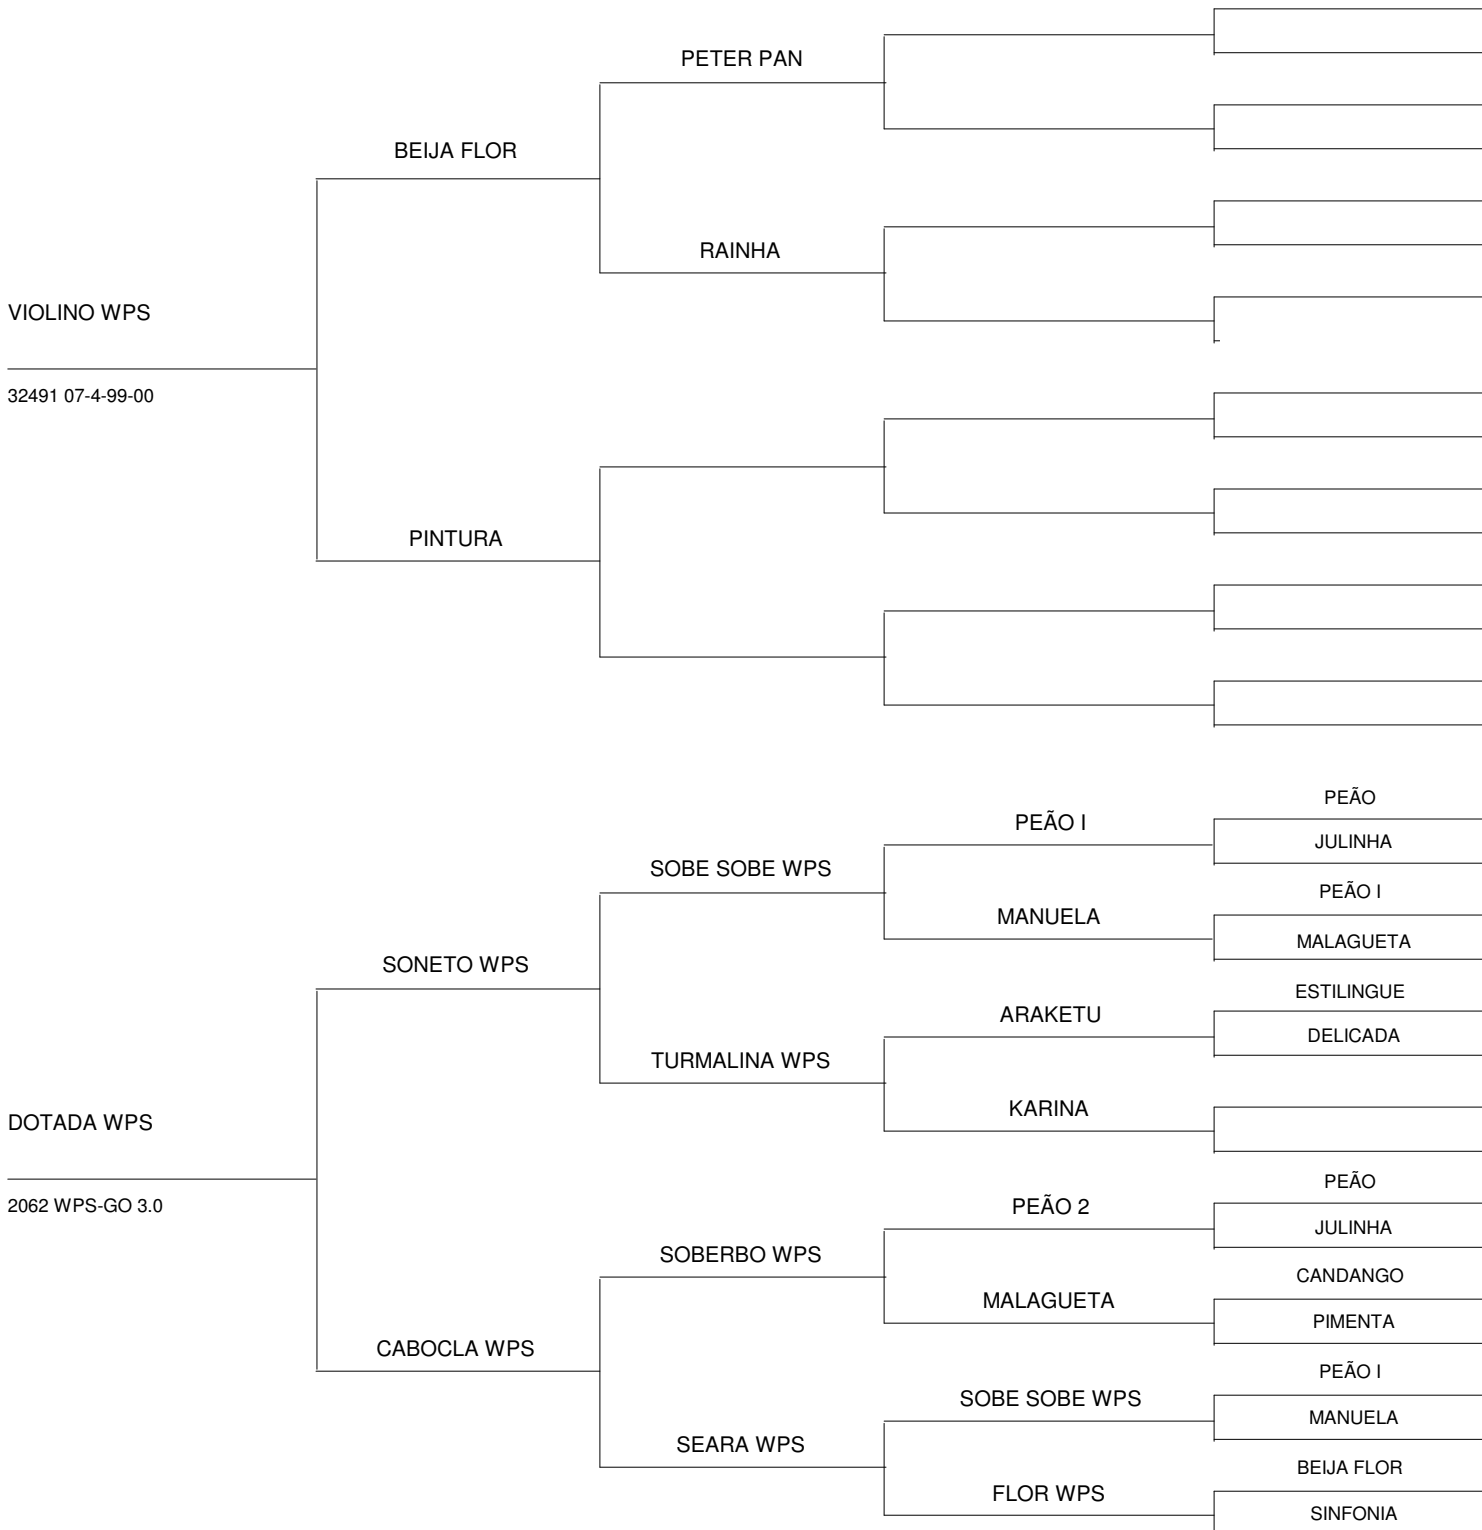 PETER PAN
BEIJA FLOR
RAINHA
VIOLINO WPS
32491 07-4-99-00
PINTURA
PEÃO
PEÃO I
JULINHA
SOBE SOBE WPS
PEÃO I
MANUELA
MALAGUETA
SONETO WPS
ESTILINGUE
ARAKETU
DELICADA
TURMALINA WPS
KARINA
DOTADA WPS
2062 WPS-GO 3.0
PEÃO
PEÃO 2
JULINHA
SOBERBO WPS
CANDANGO
MALAGUETA
PIMENTA
CABOCLA WPS
PEÃO I
SOBE SOBE WPS
MANUELA
SEARA WPS
BEIJA FLOR
FLOR WPS
SINFONIA